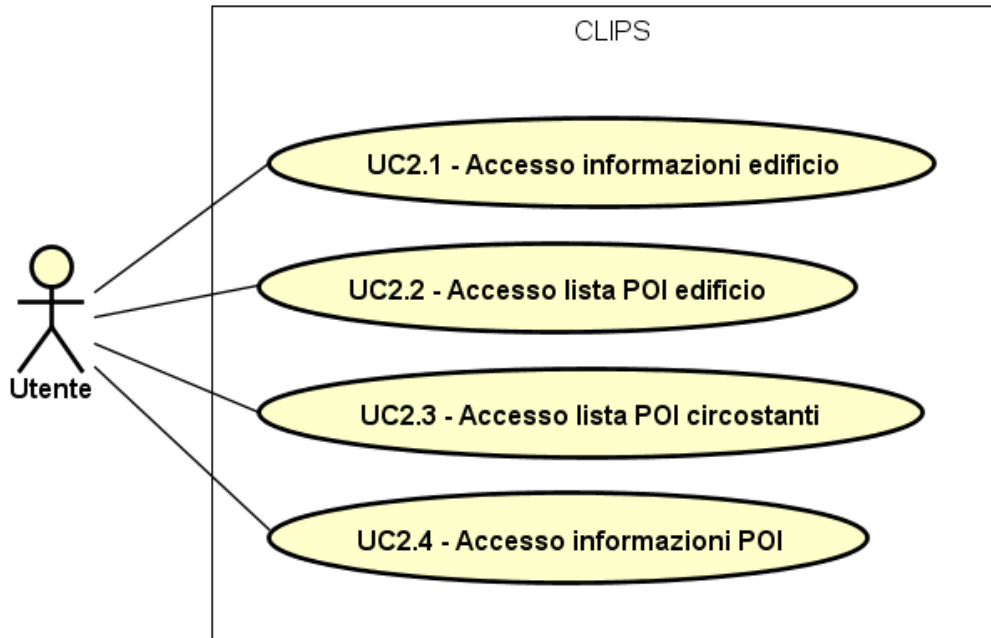 CLIPS
UC2.1 - Accesso informazioni edificio
UC2.2 - Accesso lista POI edificio
Utente
UC2.3 - Accesso lista POI circostanti
UC2.4 - Accesso informazioni POI